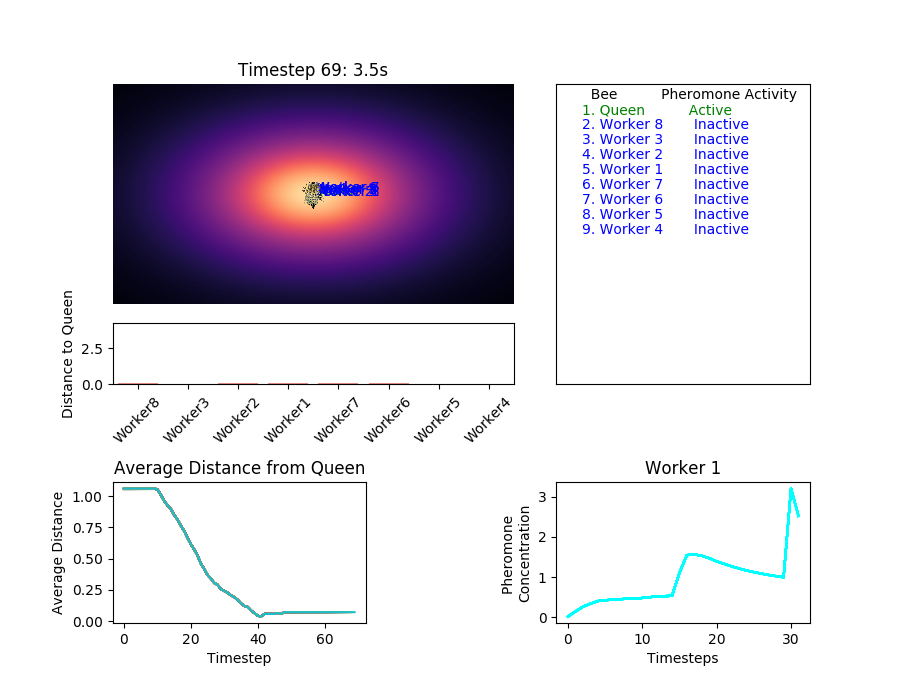 Timestep 69: 3.5s
Bee Pheromone Activity
1. Queen Active
2. Worker 8 Inactive
3. Worker 3 Inactive
4. Worker 2 Inactive
5. Worker 1 Inactive
6. Worker 7 Inactive
7. Worker 6 Inactive
8. Worker 5 Inactive
9. Worker 4 Inactive
Distance to Queen
2.5
0.0
Worker8 Worker3 Worker2 Worker1 Worker7 Worker6 Worker5 Worker4
Average Distance from Queen
Average Distance
1.00
0.75
0.50
0.25
0.00
0 20 40 60
Timestep
Worker 1
Pheromone
Concentration
3
2
1
0
0 10 20 30
Timesteps